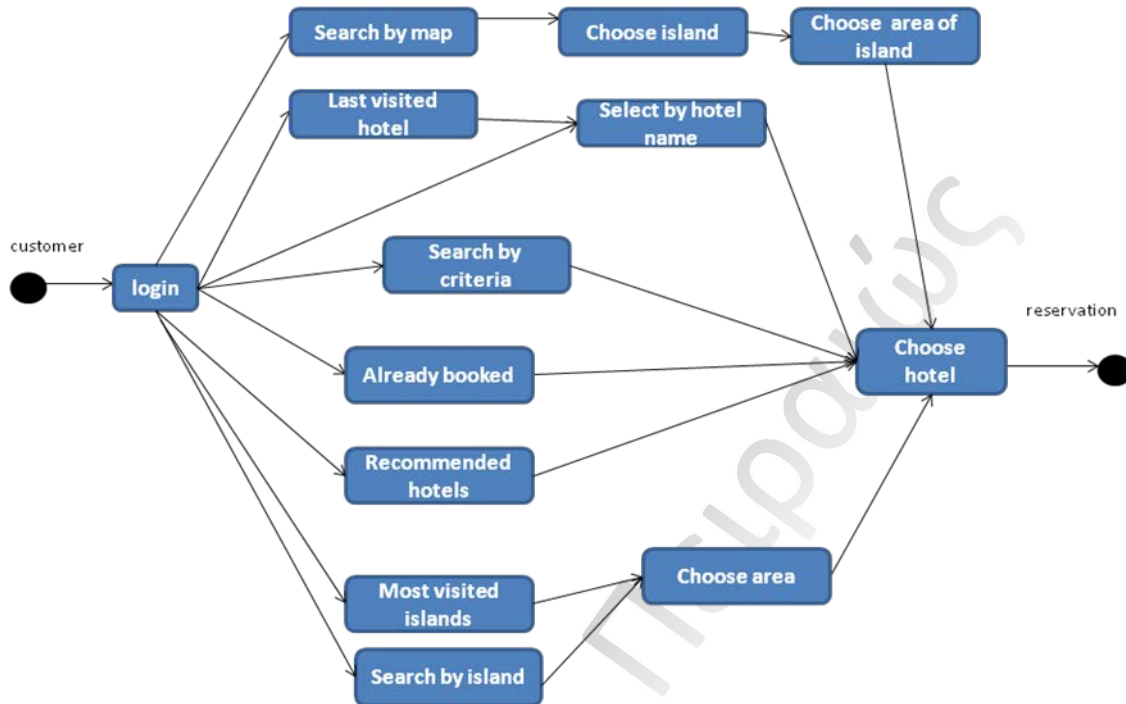 Search by map
Choose island
Choose area of
island
Last visited
hotel
Select by hotel
name
customer
login
Search by
criteria
reservation
Already booked
Choose
hotel
Recommended
hotels
Most visited
islands
Choose area
Search by island
Πειραιώς